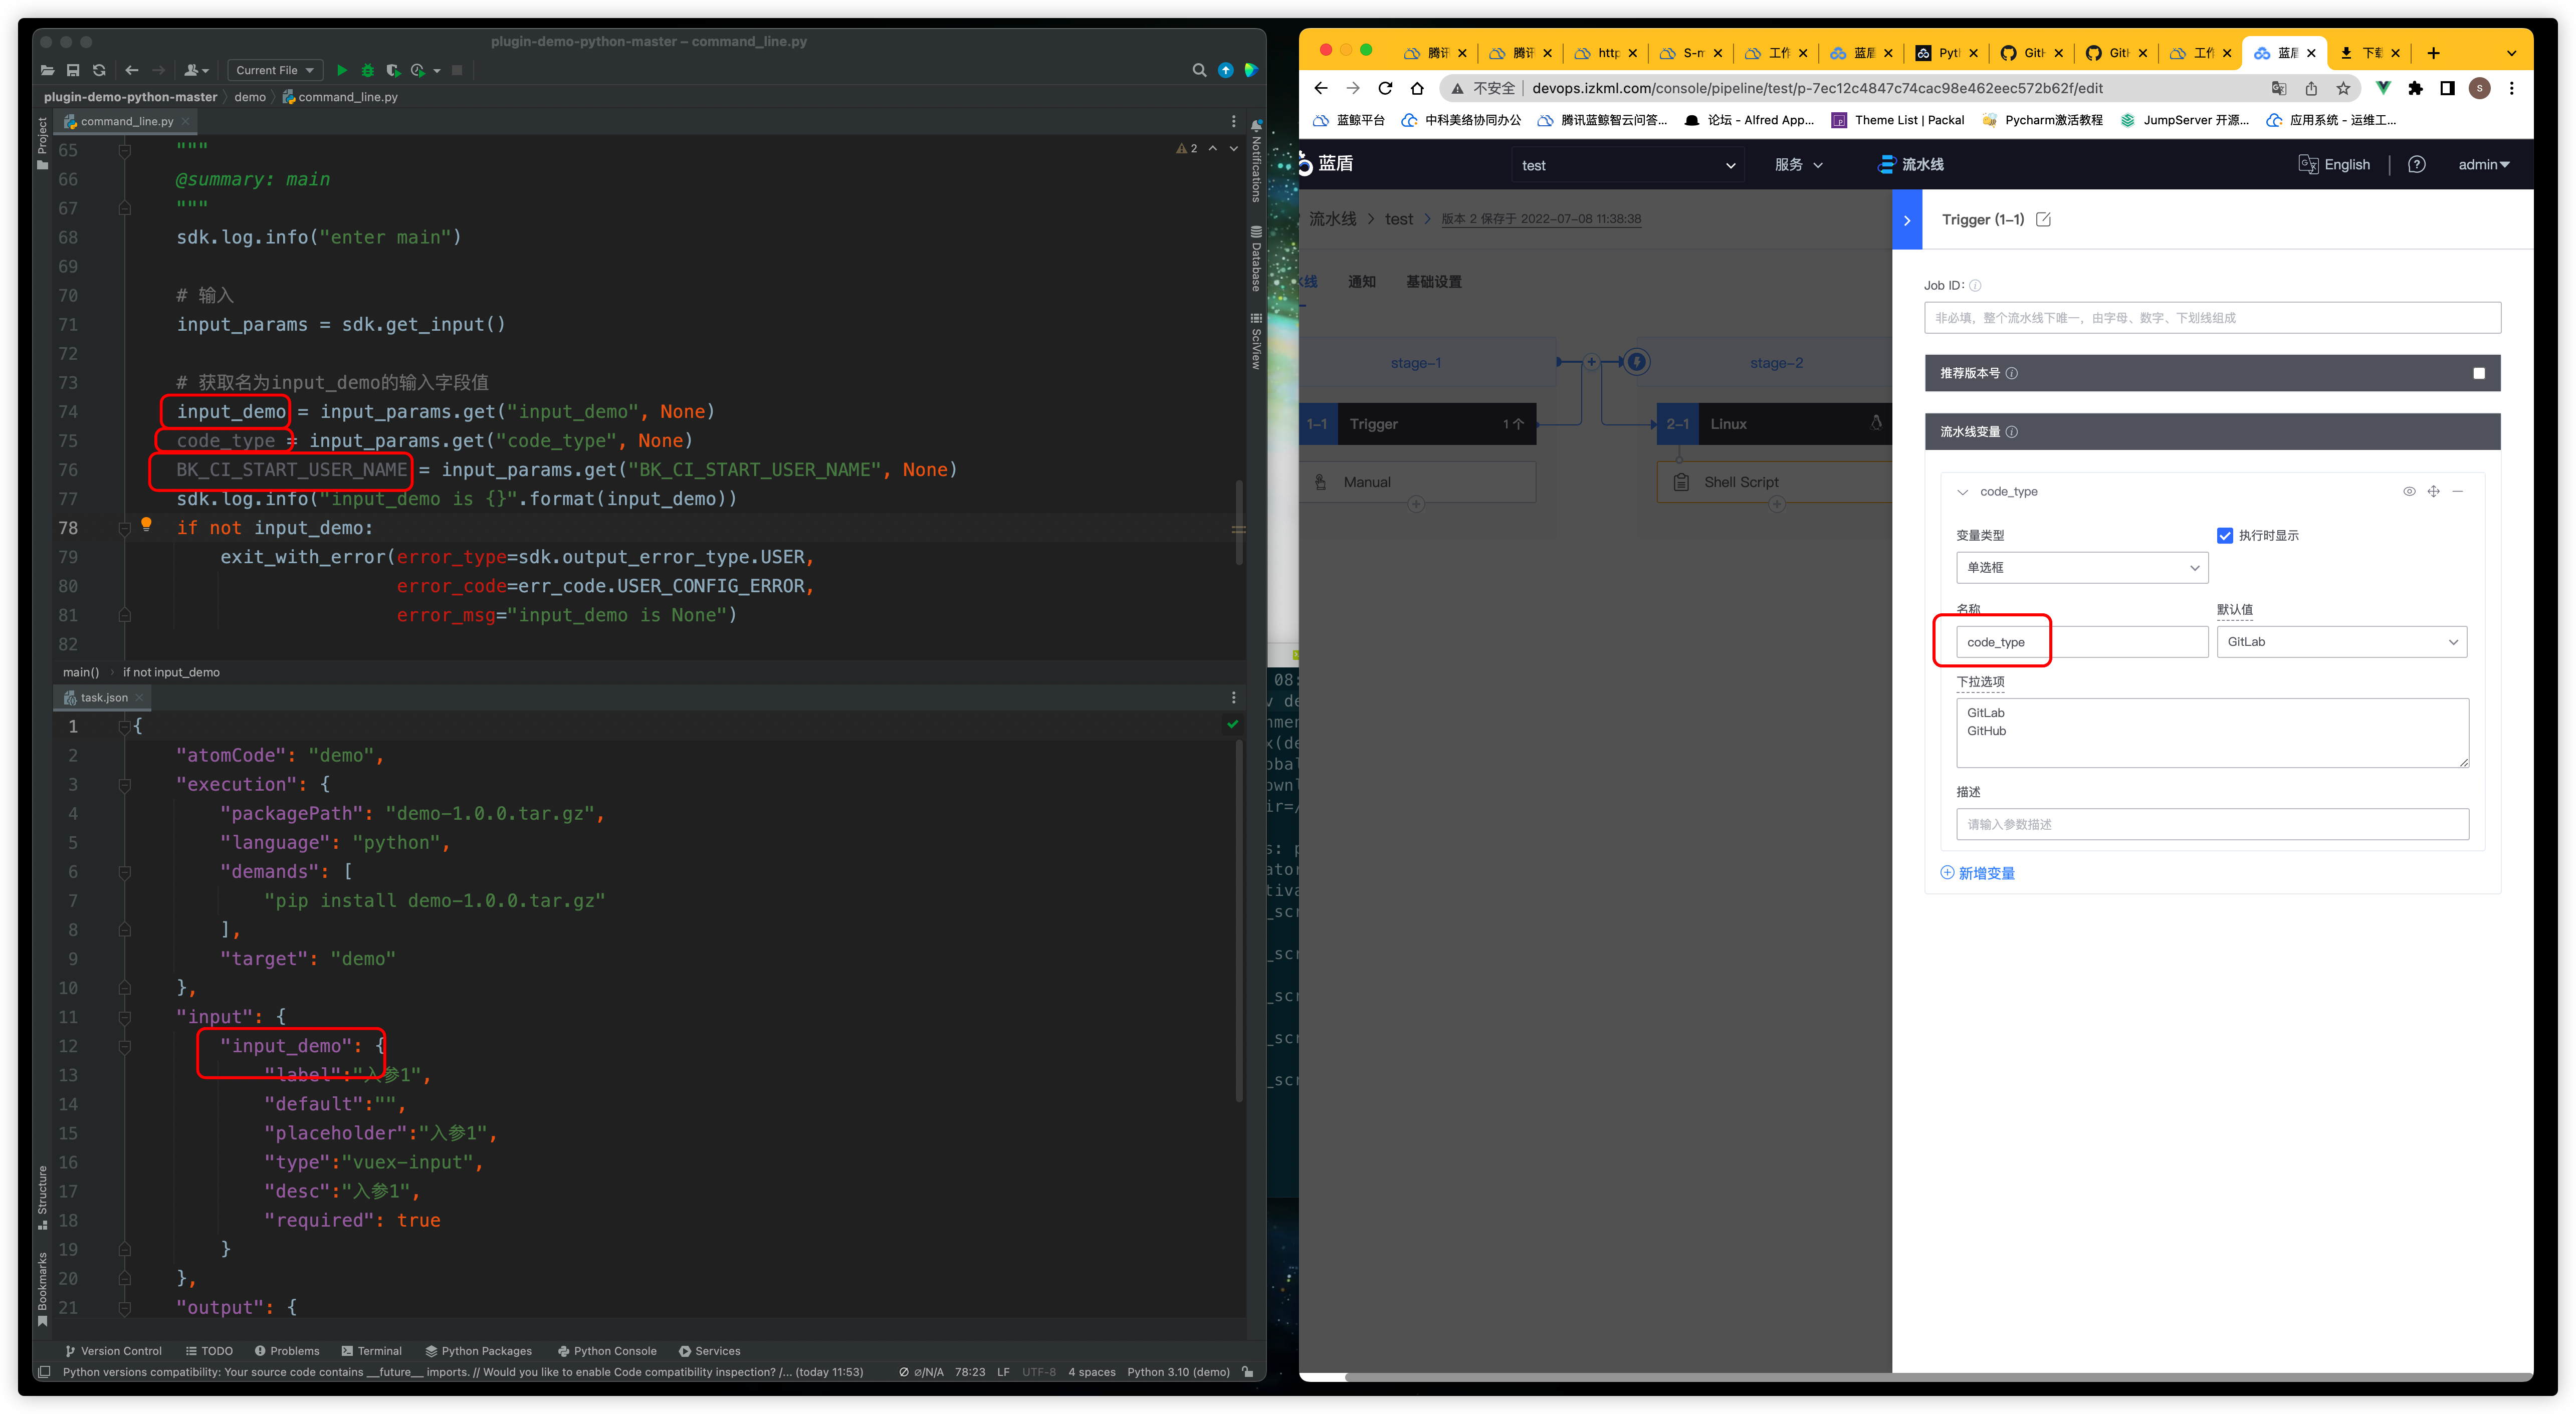 plugin-demo-python-master – command_line.py
Current File
plugin-demo-python-master
demo
command_line.py
Project
command_line.py
2
Notifications
Database
SciView
65 """
66 @summary: main
67 """
68 sdk.log.info("enter main")
69
70 # 输入
71 input_params = sdk.get_input()
72
73 # 获取名为input_demo的输入字段值
74 input_demo = input_params.get("input_demo", None)
75 code_type = input_params.get("code_type", None)
76 BK_CI_START_USER_NAME = input_params.get("BK_CI_START_USER_NAME", None)
77 sdk.log.info("input_demo is {}".format(input_demo))
78 if not input_demo:
79 exit_with_error(error_type=sdk.output_error_type.USER,
80 error_code=err_code.USER_CONFIG_ERROR,
81 error_msg="input_demo is None")
82
main() if not input_demo
task.json
1 {
2 "atomCode": "demo",
3 "execution": {
4 "packagePath": "demo-1.0.0.tar.gz",
5 "language": "python",
6 "demands": [
7 "pip install demo-1.0.0.tar.gz"
8 ],
9 "target": "demo"
10 },
11 "input": {
12 "input_demo": {
13 "label":"入参1",
14 "default":"",
15 "placeholder":"入参1",
16 "type":"vuex-input",
17 "desc":"入参1",
18 "required": true
19 }
20 },
21 "output": {
Structure
Bookmarks
Version Control TODO Problems Terminal Python Packages Python Console Services
Python versions compatibility: Your source code contains __future__ imports. // Would you like to enable Code compatibility inspection? /... (today 11:53) ⌀/N/A 78:23 LF UTF-8 4 spaces Python 3.10 (demo)
腾讯 腾讯 http S-m 工作 蓝盾 Pyt GitH GitH 工作 蓝盾 下载
不安全 devops.izkml.com/console/pipeline/test/p-7ec12c4847c74cac98e462eec572b62f/edit
S
蓝鲸平台 中科美络协同办公 腾讯蓝鲸智云问答... 论坛 - Alfred App... Theme List | Packal Pycharm激活教程 JumpServer 开源... 应用系统 - 运维工...
蓝盾 test 服务 流水线 English admin
流水线 test 版本 2 保存于 2022-07-08 11:38:38
线 通知 基础设置
stage-1 stage-2
1-1 Trigger 1个 2-1 Linux
Manual Shell Script
Trigger (1-1)
Job ID:
非必填，整个流水线下唯一，由字母、数字、下划线组成
推荐版本号
流水线变量
code_type
变量类型 执行时显示
单选框
名称 默认值
code_type GitLab
下拉选项
GitLab
GitHub
描述
请输入参数描述
新增变量